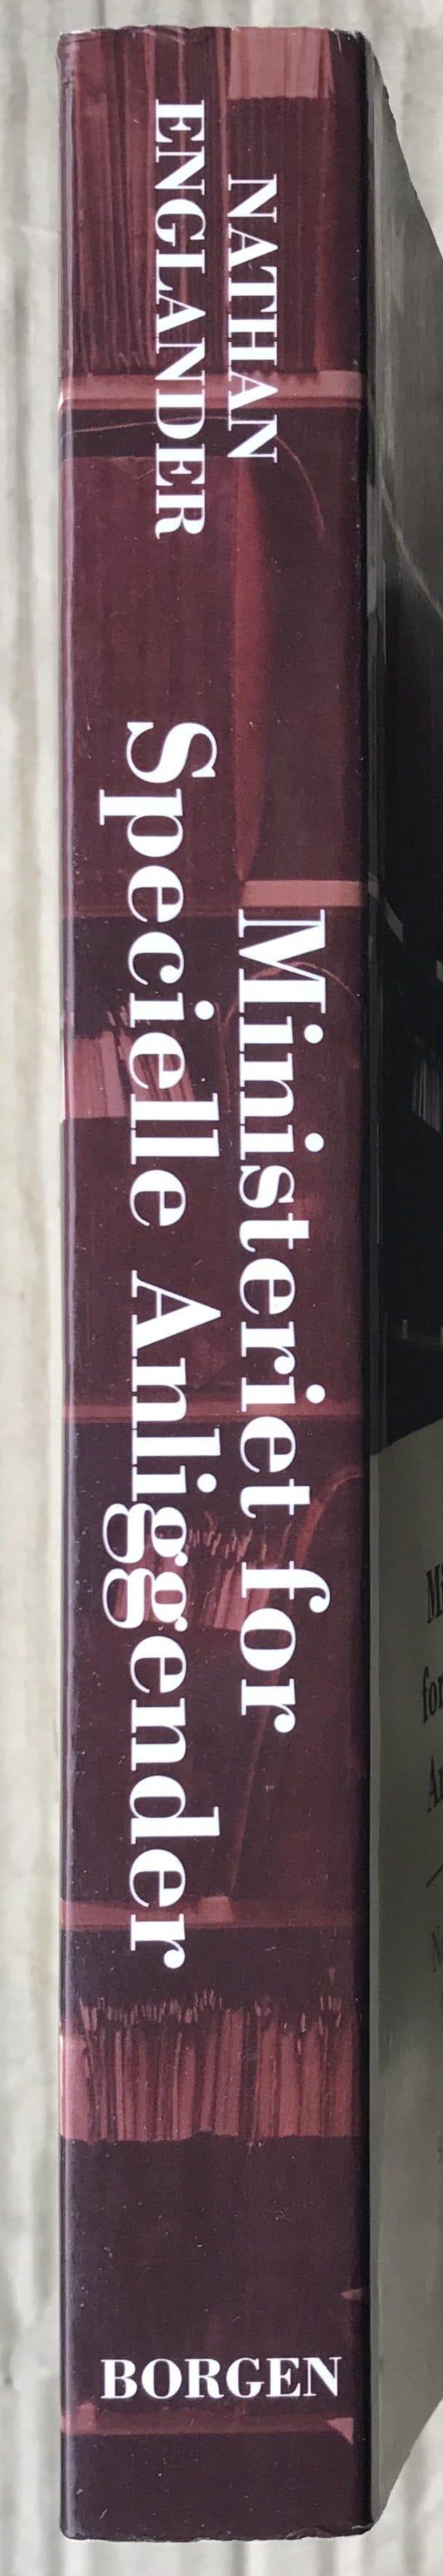 NATHAN
ENGLANDER
Ministeriet for
Specielle Anliggender
BORGEN